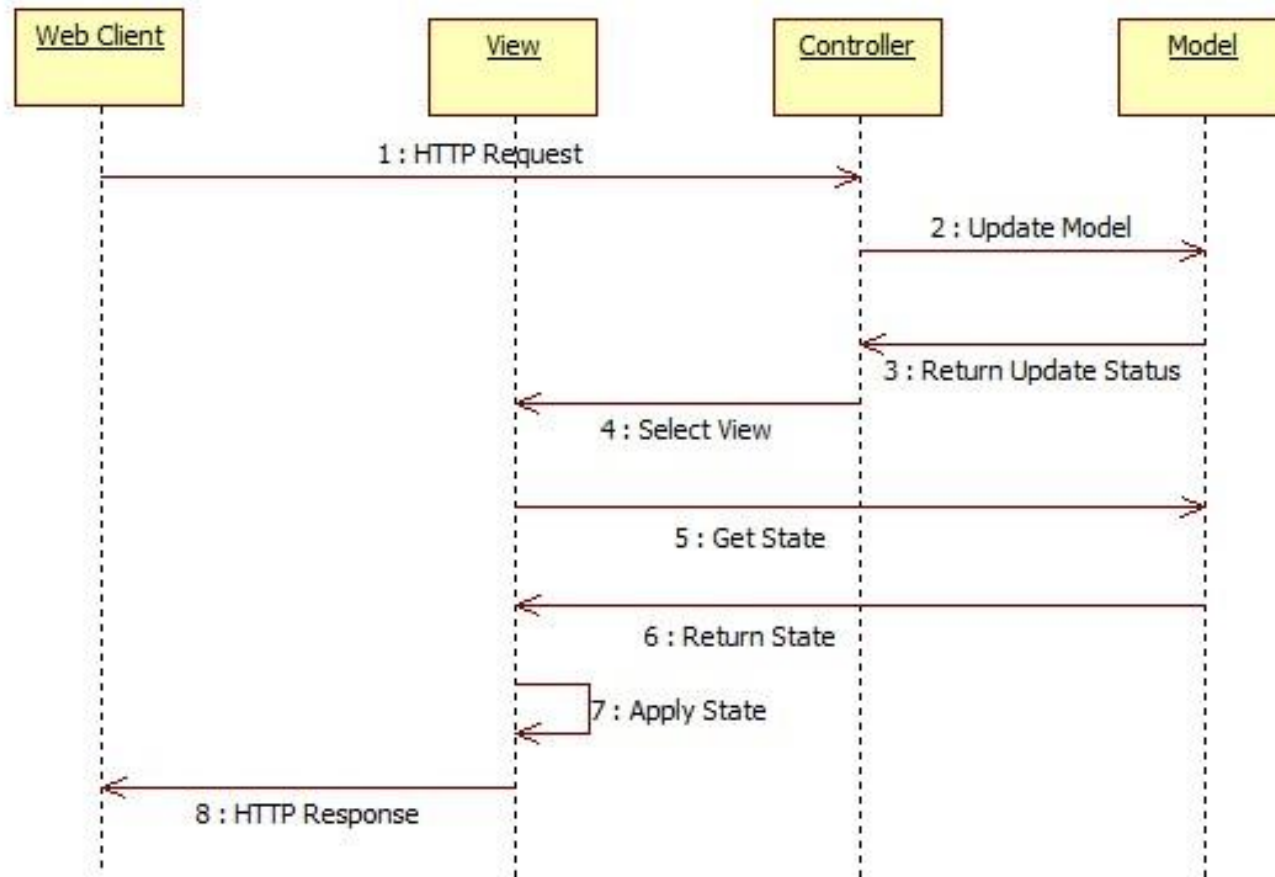 Web Client
View
Controller
Model
1 : HTTP Request
2 : Update Model
3 : Return Update Status
4 : Select View
5 : Get State
6 : Return State
7 : Apply State
8 : HTTP Response